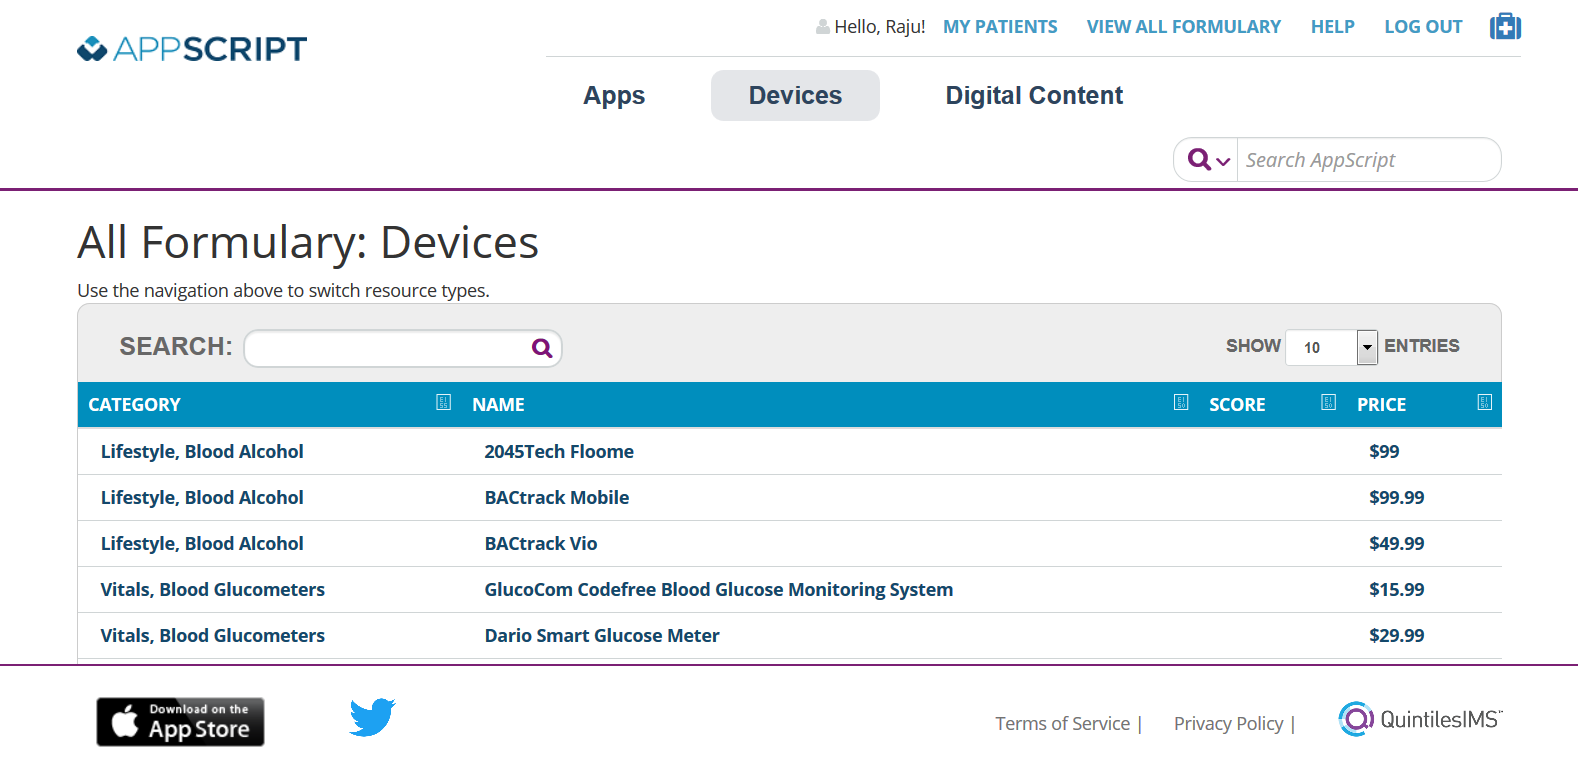 Hello, Raju! MY PATIENTS VIEW ALL FORMULARY HELP LOG OUT
APPSCRIPT
Apps Devices Digital Content
Search AppScript
All Formulary: Devices
Use the navigation above to switch resource types.
SEARCH: SHOW 10 ENTRIES
CATEGORY NAME SCORE PRICE
Lifestyle, Blood Alcohol 2045Tech Floome $99
Lifestyle, Blood Alcohol BACtrack Mobile $99.99
Lifestyle, Blood Alcohol BACtrack Vio $49.99
Vitals, Blood Glucometers GlucoCom Codefree Blood Glucose Monitoring System $15.99
Vitals, Blood Glucometers Dario Smart Glucose Meter $29.99
Download on the
App Store
Terms of Service | Privacy Policy | QuintilesIMS™